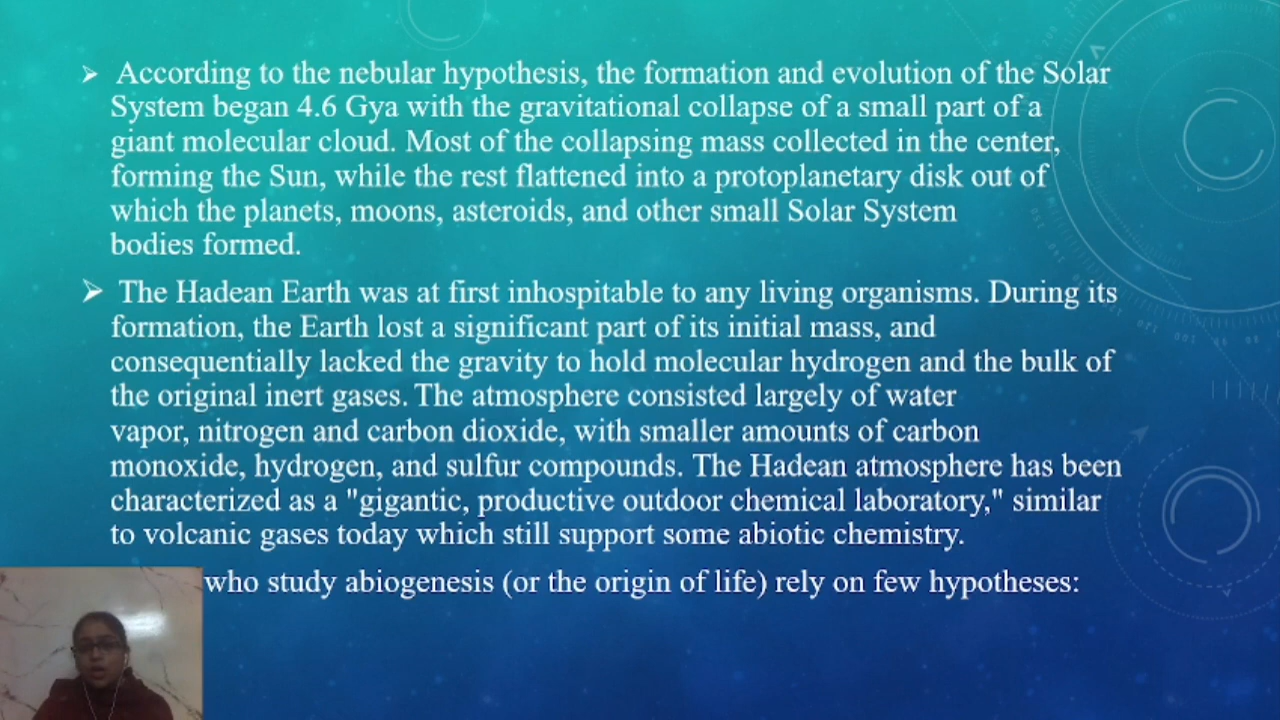 According to the nebular hypothesis, the formation and evolution of the Solar
System began 4.6 Gya with the gravitational collapse of a small part of a
giant molecular cloud. Most of the collapsing mass collected in the center,
forming the Sun, while the rest flattened into a protoplanetary disk out of
which the planets, moons, asteroids, and other small Solar System
bodies formed.
The Hadean Earth was at first inhospitable to any living organisms. During its
formation, the Earth lost a significant part of its initial mass, and
consequentially lacked the gravity to hold molecular hydrogen and the bulk of
the original inert gases. The atmosphere consisted largely of water
vapor, nitrogen and carbon dioxide, with smaller amounts of carbon
monoxide, hydrogen, and sulfur compounds. The Hadean atmosphere has been
characterized as a "gigantic, productive outdoor chemical laboratory," similar
to volcanic gases today which still support some abiotic chemistry.
who study abiogenesis (or the origin of life) rely on few hypotheses: